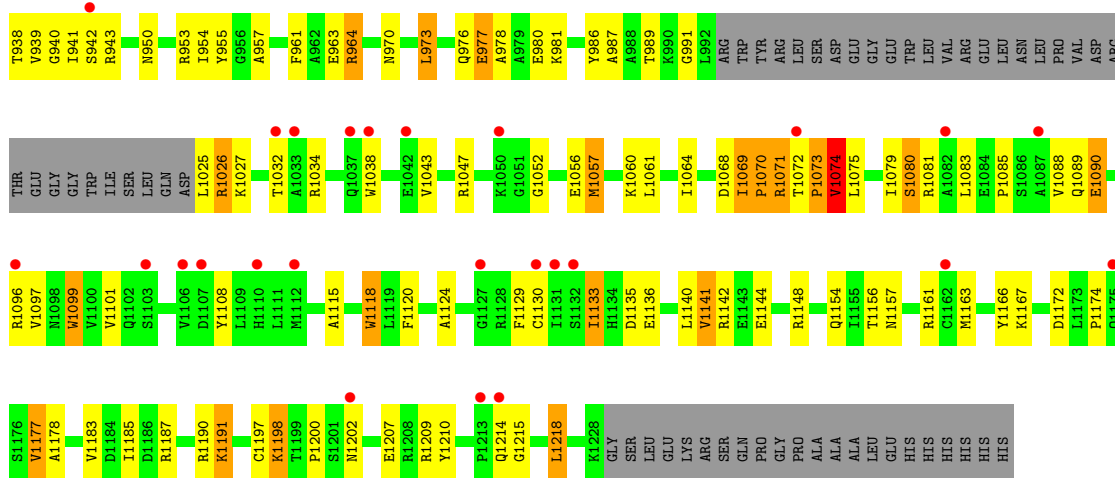 T938 V939 G940 I941 S942 R943 N950 R953 I954 Y955 G956 A957 F961 A962 E963 R964 N970 L973 Q976 E977 A978 A979 E980 K981 Y986 A987 A988 T989 K990 G991 L992 ARG TRP TYR ARG LEU SER ASP GLU GLY GLU TRP LEU VAL ARG GLU LEU ASN LEU PRO VAL ASP ARG
THR GLU GLY GLY TRP ILE SER LEU GLN ASP L1025 R1026 K1027 T1032 A1033 R1034 Q1037 W1038 E1042 V1043 R1047 K1050 G1051 G1052 E1056 M1057 K1060 L1061 I1064 D1068 I1069 P1070 R1071 T1072 P1073 V1074 L1075 I1079 S1080 R1081 A1082 L1083 E1084 P1085 S1086 A1087 V1088 Q1089 E1090
R1096 V1097 N1098 W1099 V1100 V1101 Q1102 S1103 V1106 D1107 Y1108 L1109 H1110 L1111 M1112 A1115 W1118 L1119 F1120 A1124 G1127 R1128 F1129 C1130 I1131 S1132 I1133 H1134 D1135 E1136 L1140 V1141 R1142 E1143 E1144 R1148 Q1154 I1155 T1156 N1157 R1161 C1162 M1163 Y1166 K1167 D1172 L1173 P1174
S1176 V1177 A1178 V1183 D1184 I1185 D1186 R1187 R1190 K1191 C1197 K1198 T1199 P1200 S1201 N1202 E1207 R1208 R1209 Y1210 P1213 Q1214 G1215 L1218 K1228 GLY SER LEU GLU LYS ARG SER GLN PRO GLY PRO ALA ALA ALA LEU GLU HIS HIS HIS HIS HIS HIS